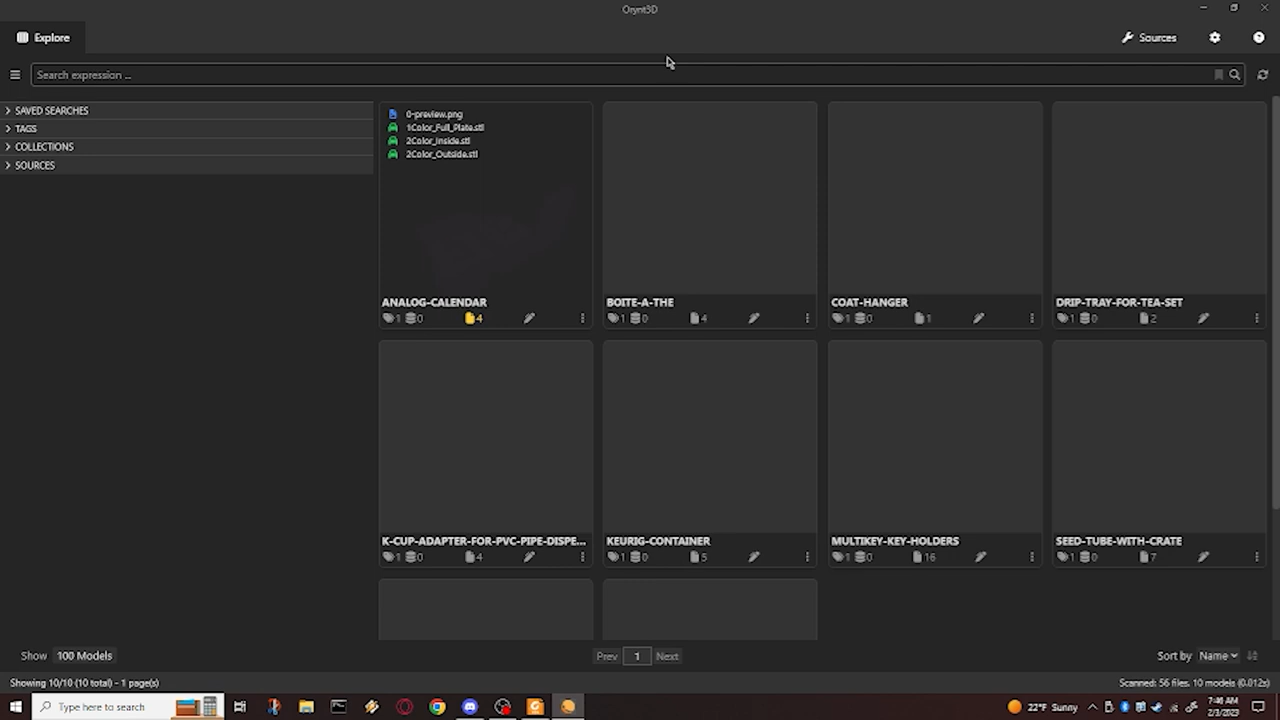 Orynt3D
Explore
Sources
Search expression ...
SAVED SEARCHES
TAGS
COLLECTIONS
SOURCES
0-preview.png
1Color_Full_Plate.stl
2Color_Inside.stl
2Color_Outside.stl
ANALOG-CALENDAR
1 0 4
BOITE-A-THE
1 0 4
COAT-HANGER
1 0 1
DRIP-TRAY-FOR-TEA-SET
1 0 2
K-CUP-ADAPTER-FOR-PVC-PIPE-DISPE...
1 0 4
KEURIG-CONTAINER
1 0 5
MULTIKEY-KEY-HOLDERS
1 0 16
SEED-TUBE-WITH-CRATE
1 0 7
Show 100 Models
Prev 1 Next
Sort by Name
Showing 10/10 (10 total) - 1 page(s)
Scanned: 56 files. 10 models (0.012s)
Type here to search
22°F Sunny
7:46 AM
2/3/2023